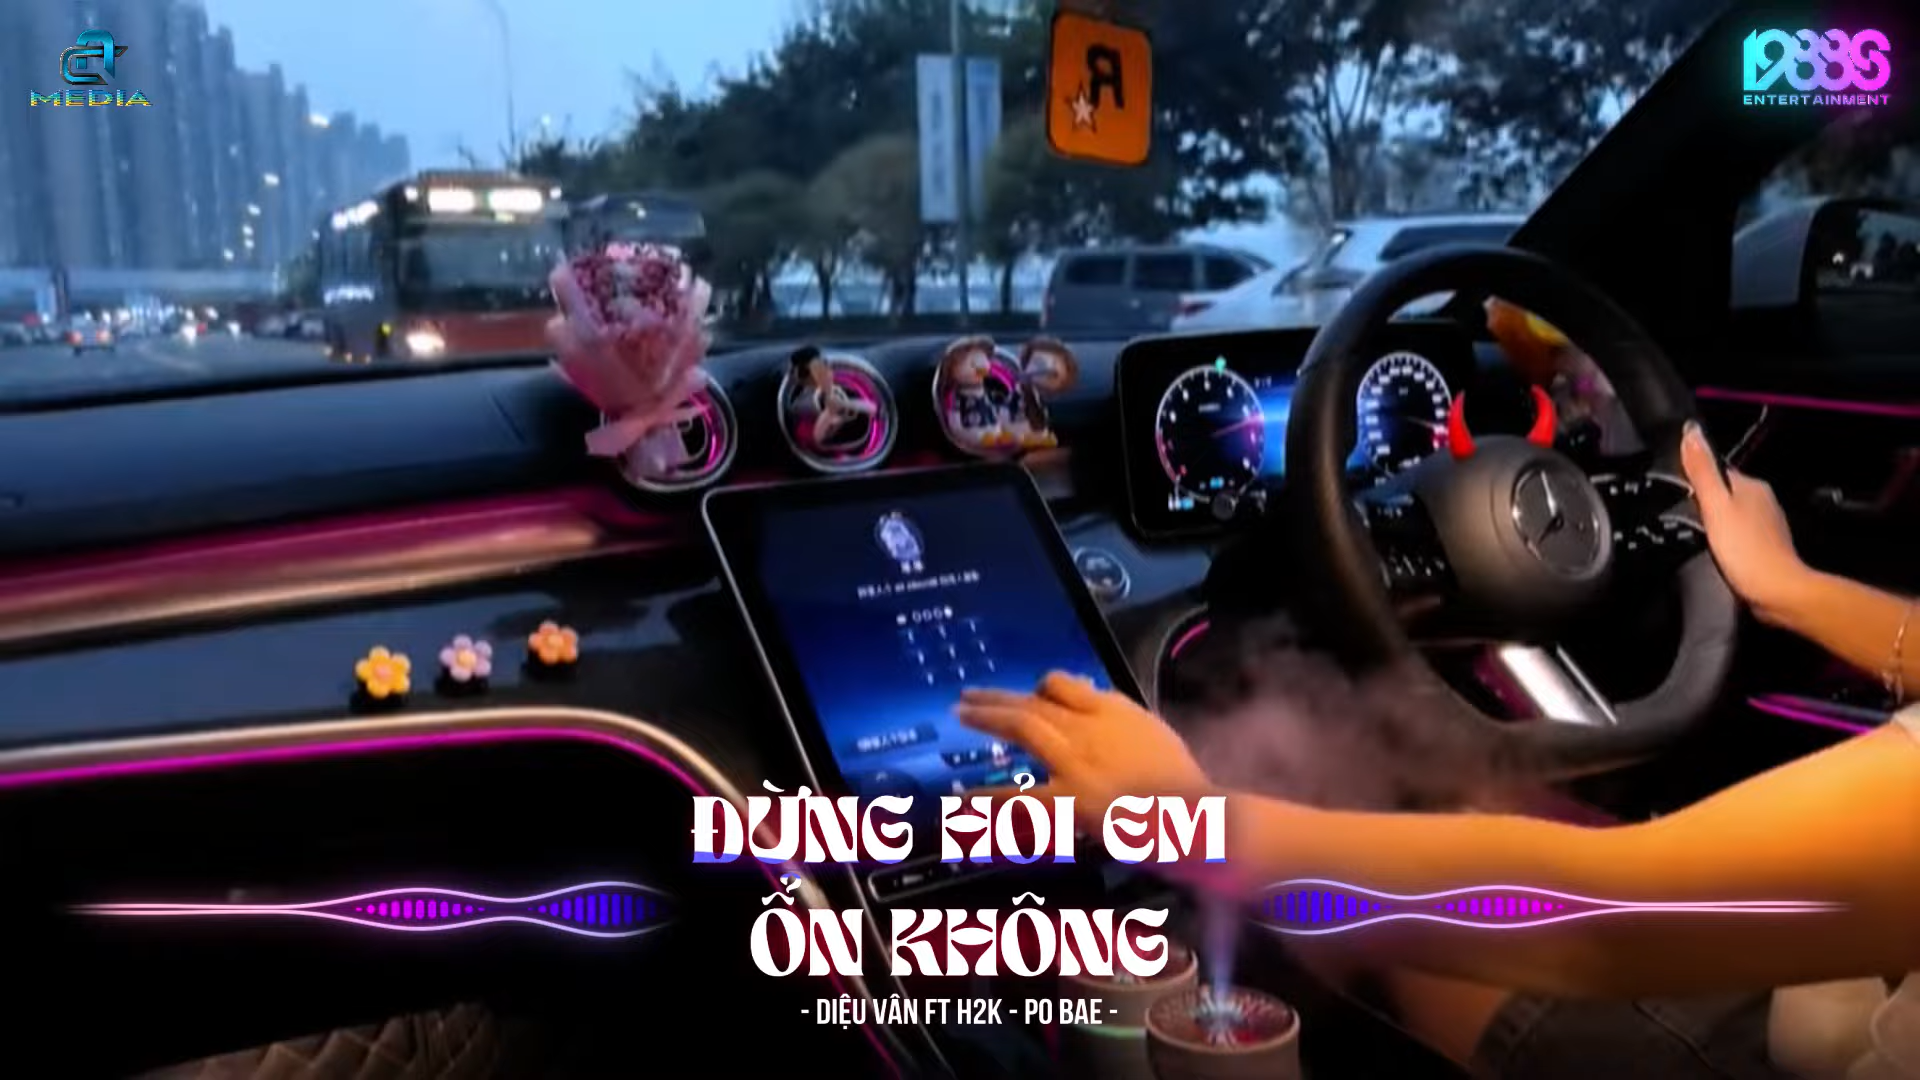 MEDIA
1988S
ENTERTAINMENT
R
ĐỪNG HỎI EM
ỔN KHÔNG
- DIỆU VÂN FT H2K - PO BAE -